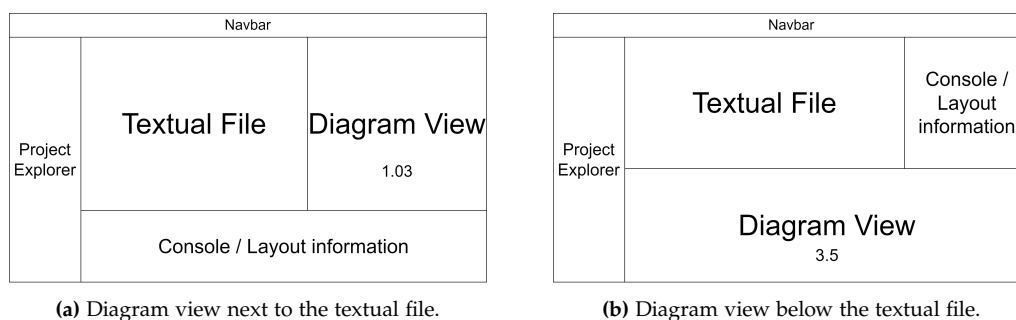 Navbar
Project
Explorer
Textual File
Diagram View
1.03
Console / Layout information
(a) Diagram view next to the textual file.
Navbar
Project
Explorer
Textual File
Console /
Layout
information
Diagram View
3.5
(b) Diagram view below the textual file.